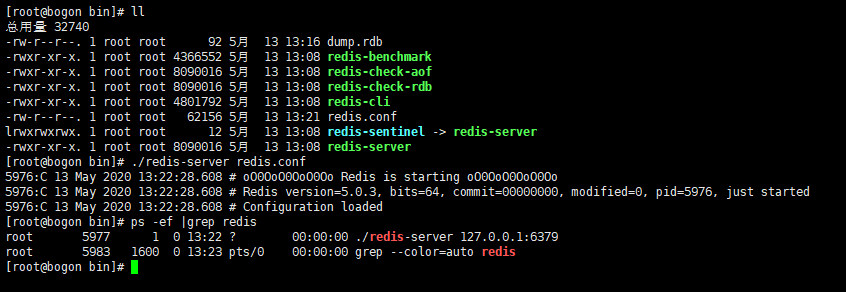 [root@bogon bin]# ll
总用量 32740
-rw-r--r--. 1 root root      92 5月  13 13:16 dump.rdb
-rwxr-xr-x. 1 root root 4366552 5月  13 13:08 redis-benchmark
-rwxr-xr-x. 1 root root 8090016 5月  13 13:08 redis-check-aof
-rwxr-xr-x. 1 root root 8090016 5月  13 13:08 redis-check-rdb
-rwxr-xr-x. 1 root root 4801792 5月  13 13:08 redis-cli
-rw-r--r--. 1 root root   62156 5月  13 13:21 redis.conf
lrwxrwxrwx. 1 root root      12 5月  13 13:08 redis-sentinel -> redis-server
-rwxr-xr-x. 1 root root 8090016 5月  13 13:08 redis-server
[root@bogon bin]# ./redis-server redis.conf
5976:C 13 May 2020 13:22:28.608 # oO0OoO0OoO0Oo Redis is starting oO0OoO0OoO0Oo
5976:C 13 May 2020 13:22:28.608 # Redis version=5.0.3, bits=64, commit=00000000, modified=0, pid=5976, just started
5976:C 13 May 2020 13:22:28.608 # Configuration loaded
[root@bogon bin]# ps -ef |grep redis
root       5977      1  0 13:22 ?        00:00:00 ./redis-server 127.0.0.1:6379
root       5983   1600  0 13:23 pts/0    00:00:00 grep --color=auto redis
[root@bogon bin]#